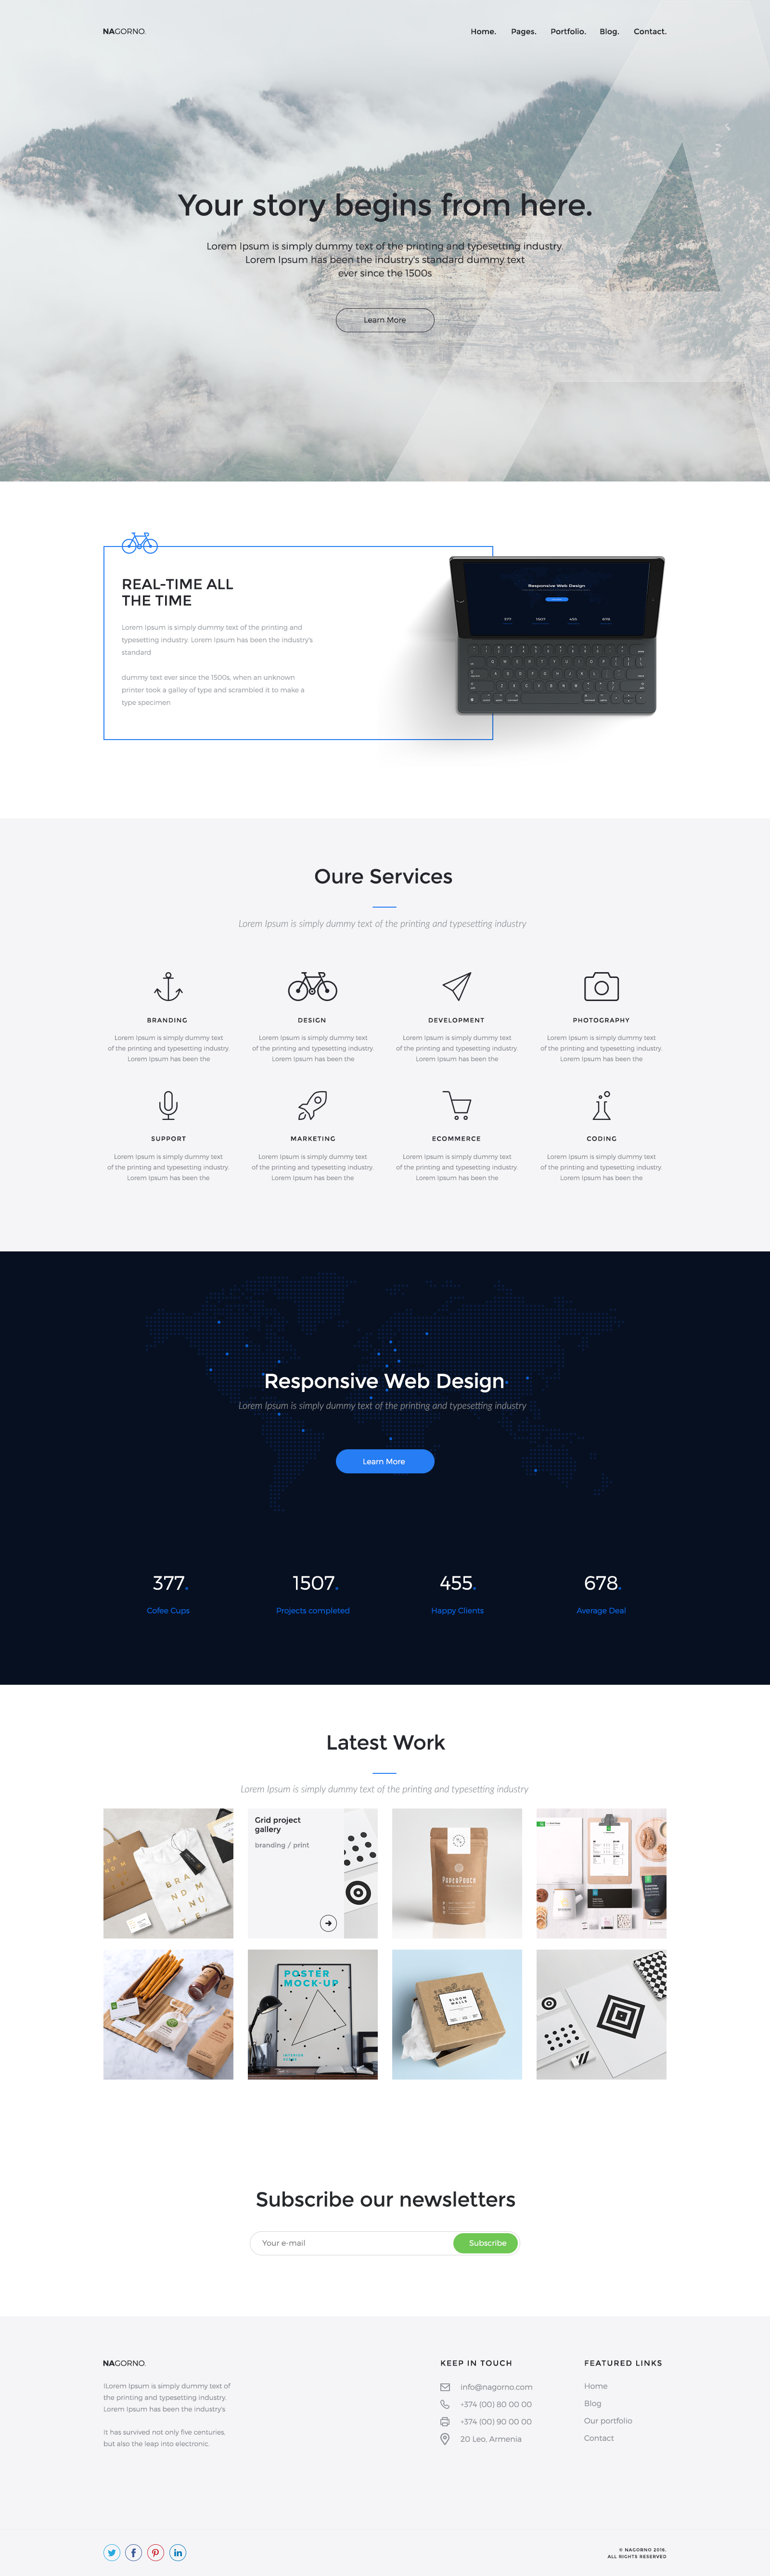 NAGORNO.
Home. Pages. Portfolio. Blog. Contact.
Your story begins from here.
Lorem Ipsum is simply dummy text of the printing and typesetting industry
Lorem Ipsum has been the industry's standard dummy text
ever since the 1500s
Learn More
REAL-TIME ALL
THE TIME
Lorem Ipsum is simply dummy text of the printing and
typesetting industry. Lorem Ipsum has been the industry's
standard
dummy text ever since the 1500s, when an unknown
printer took a galley of type and scrambled it to make a
type specimen
Responsive Web Design
377 1507 455 678
Oure Services
Lorem Ipsum is simply dummy text of the printing and typesetting industry
BRANDING
Lorem Ipsum is simply dummy text
of the printing and typesetting industry.
Lorem Ipsum has been the
DESIGN
Lorem Ipsum is simply dummy text
of the printing and typesetting industry.
Lorem Ipsum has been the
DEVELOPMENT
Lorem Ipsum is simply dummy text
of the printing and typesetting industry.
Lorem Ipsum has been the
PHOTOGRAPHY
Lorem Ipsum is simply dummy text
of the printing and typesetting industry.
Lorem Ipsum has been the
SUPPORT
Lorem Ipsum is simply dummy text
of the printing and typesetting industry.
Lorem Ipsum has been the
MARKETING
Lorem Ipsum is simply dummy text
of the printing and typesetting industry.
Lorem Ipsum has been the
ECOMMERCE
Lorem Ipsum is simply dummy text
of the printing and typesetting industry.
Lorem Ipsum has been the
CODING
Lorem Ipsum is simply dummy text
of the printing and typesetting industry.
Lorem Ipsum has been the
Responsive Web Design
Lorem Ipsum is simply dummy text of the printing and typesetting industry
Learn More
377.
Cofee Cups
1507.
Projects completed
455.
Happy Clients
678.
Average Deal
Latest Work
Lorem Ipsum is simply dummy text of the printing and typesetting industry
BRA
NDM
INU
TE
Grid project
gallery
branding / print
PAPER POUCH
POSTER
MOCK-UP
INTERIOR
BLOOM
WALLS
Subscribe our newsletters
Your e-mail
Subscribe
NAGORNO.
lLorem Ipsum is simply dummy text of
the printing and typesetting industry.
Lorem Ipsum has been the industry's
It has survived not only five centuries,
but also the leap into electronic.
KEEP IN TOUCH
info@nagorno.com
+374 (00) 80 00 00
+374 (00) 90 00 00
20 Leo, Armenia
FEATURED LINKS
Home
Blog
Our portfolio
Contact
© NAGORNO 2016.
ALL RIGHTS RESERVED